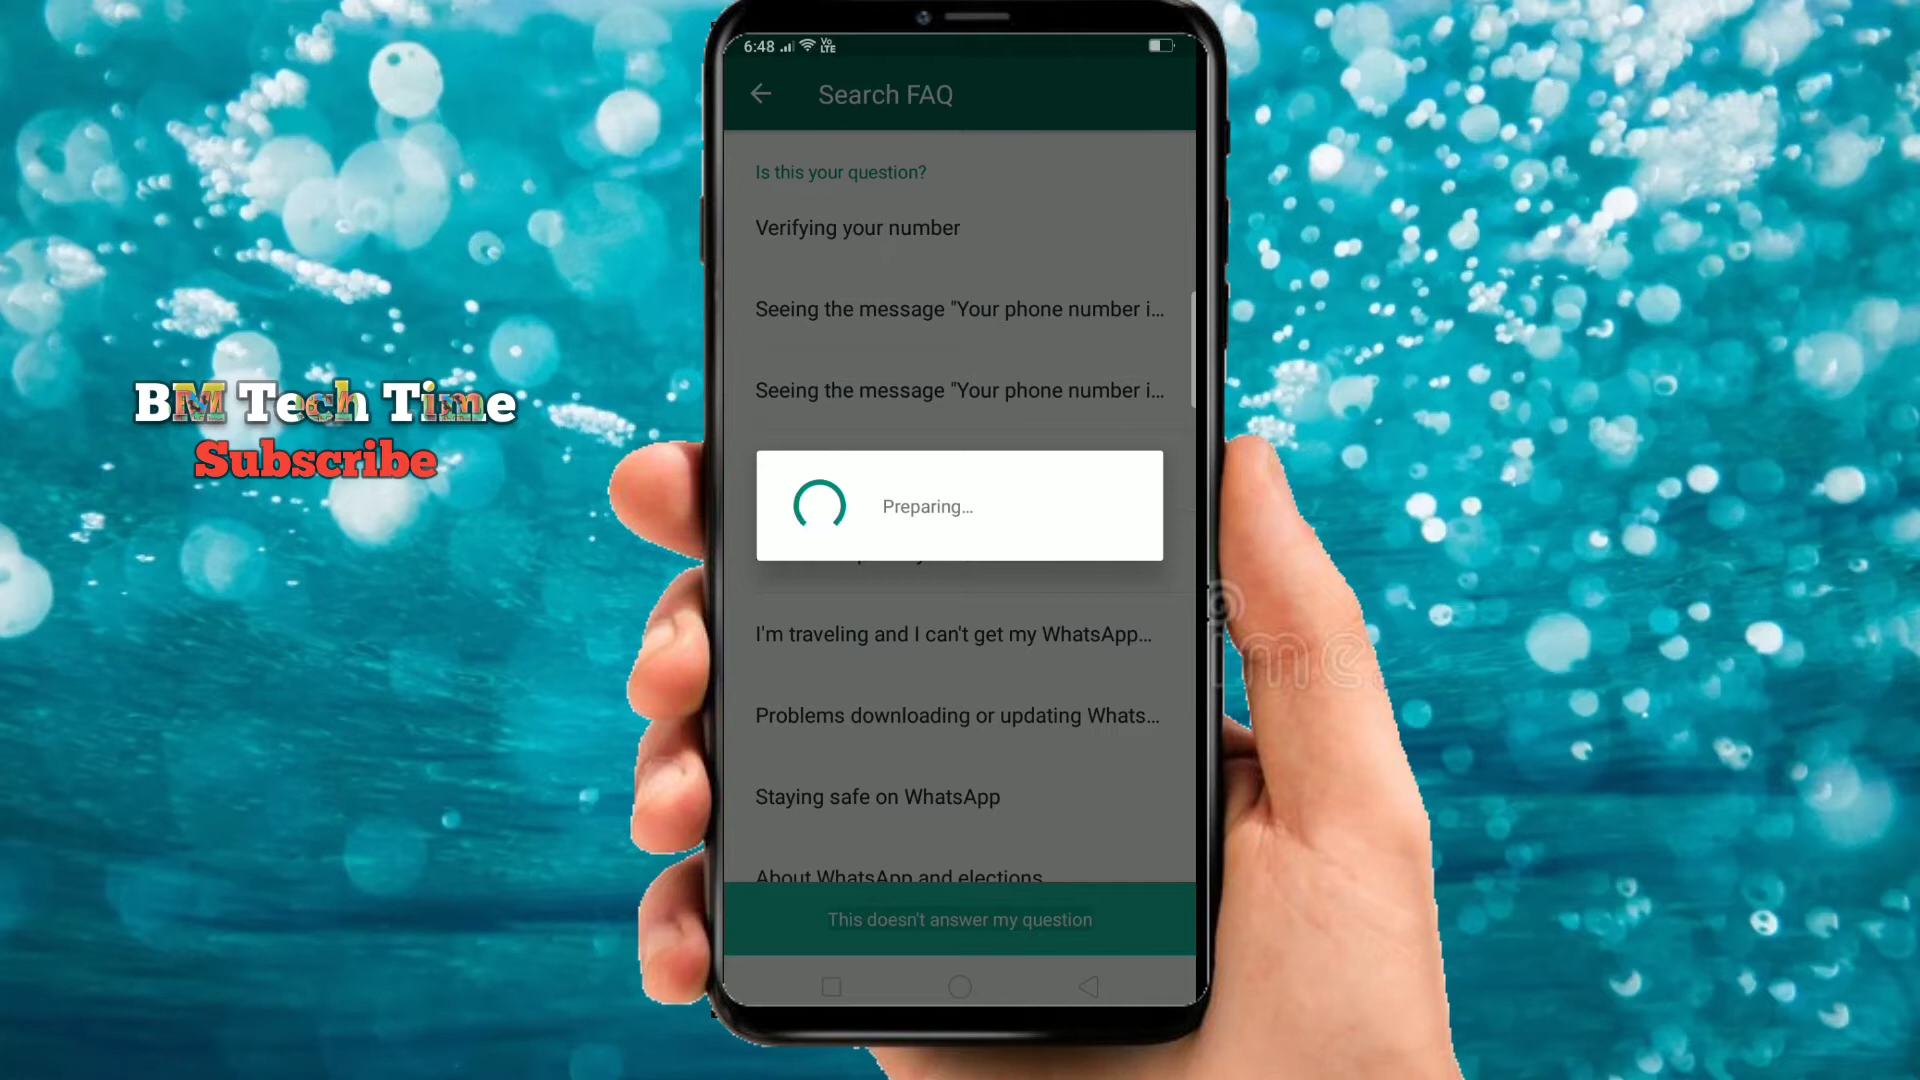 6:48 Vo LTE
Search FAQ
Is this your question?
Verifying your number
Seeing the message "Your phone number i...
Seeing the message "Your phone number i...
Preparing...
I'm traveling and I can't get my WhatsApp...
Problems downloading or updating Whats...
Staying safe on WhatsApp
About WhatsApp and elections
This doesn't answer my question
BM Tech Time
Subscribe